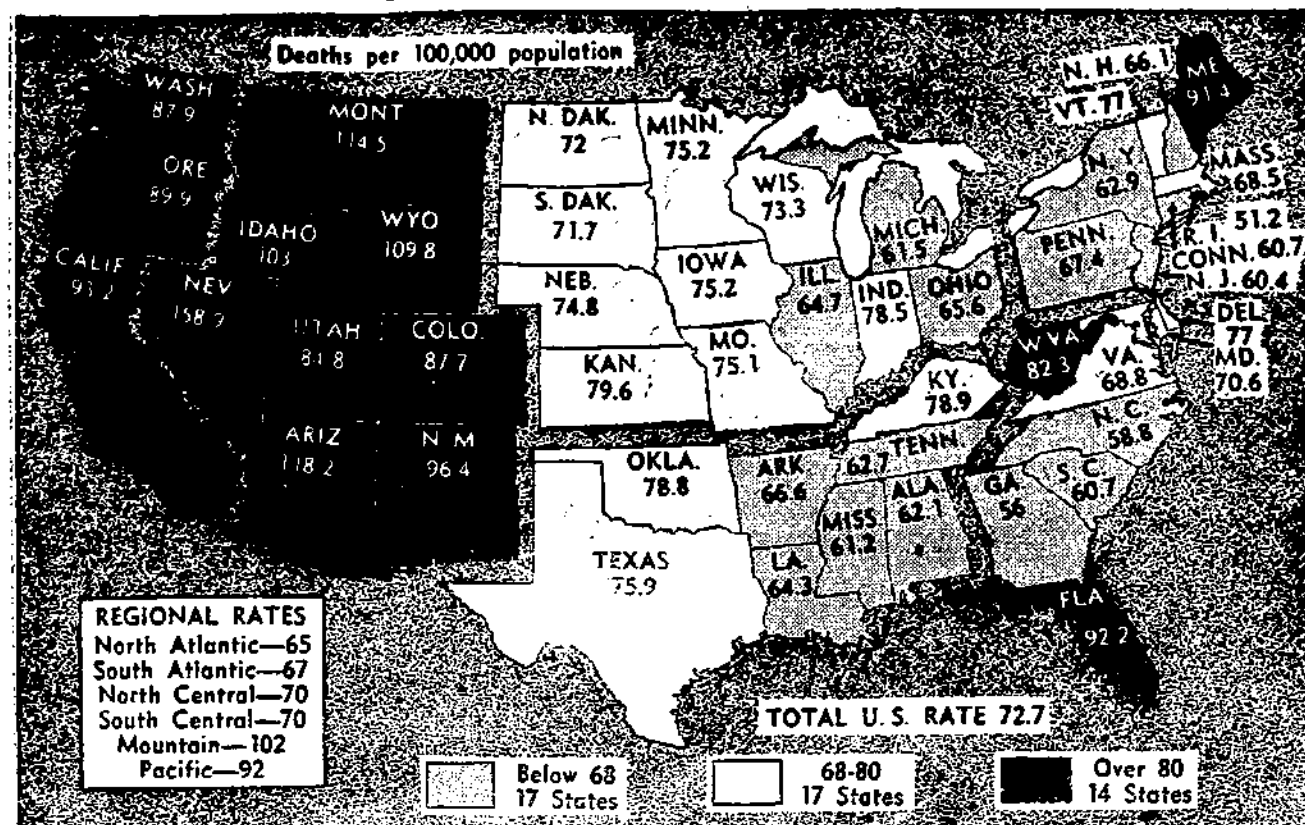 Deaths per 100,000 population
WASH
87.9
MONT
114.5
ORE
89.9
IDAHO
103
WYO
109.8
CALIF
93.2
NEV
158.9
UTAH
84.8
COLO.
87.7
ARIZ
118.2
N M
96.4
N. DAK.
72
MINN.
75.2
S. DAK.
71.7
WIS.
73.3
NEB.
74.8
IOWA
75.2
KAN.
79.6
MO.
75.1
ILL.
64.7
IND.
78.5
MICH
61.5
OHIO
65.6
OKLA.
78.8
TEXAS
75.9
ARK
66.6
LA.
64.3
MISS
61.2
ALA
62.1
GA
56
TENN.
62.7
KY.
78.9
W VA.
82.3
VA.
68.8
N. C.
58.8
S. C.
60.7
FLA
92 2
N. H. 66.1
VT. 77
ME
91.4
N. Y
62.9
PENN
67.4
MASS.
68.5
R. I. 51.2
CONN. 60.7
N. J. 60.4
DEL.
77
MD.
70.6
REGIONAL RATES
North Atlantic—65
South Atlantic—67
North Central—70
South Central—70
Mountain—102
Pacific—92
TOTAL U. S. RATE 72.7
Below 68
17 States
68-80
17 States
Over 80
14 States